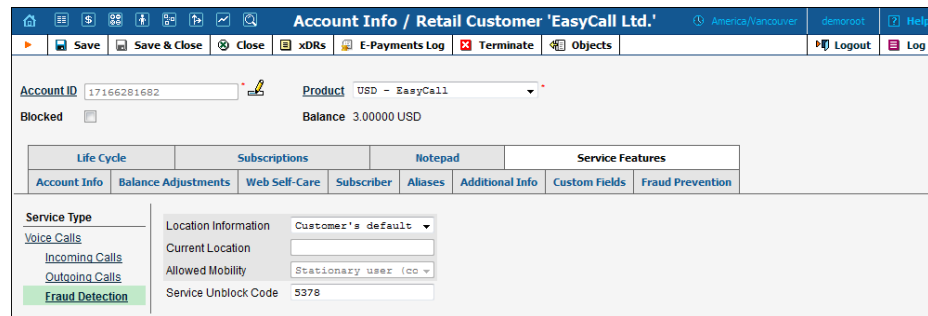 Account Info / Retail Customer 'EasyCall Ltd.' America/Vancouver demoroot ? Help
Save Save & Close Close xDRs E-Payments Log Terminate Objects Logout Log
Account ID 17166281682 * Product USD - EasyCall *
Blocked Balance 3.00000 USD
Life Cycle Subscriptions Notepad Service Features
Account Info Balance Adjustments Web Self-Care Subscriber Aliases Additional Info Custom Fields Fraud Prevention
Service Type
Voice Calls
Incoming Calls
Outgoing Calls
Fraud Detection
Location Information Customer's default
Current Location
Allowed Mobility Stationary user (co
Service Unblock Code 5378